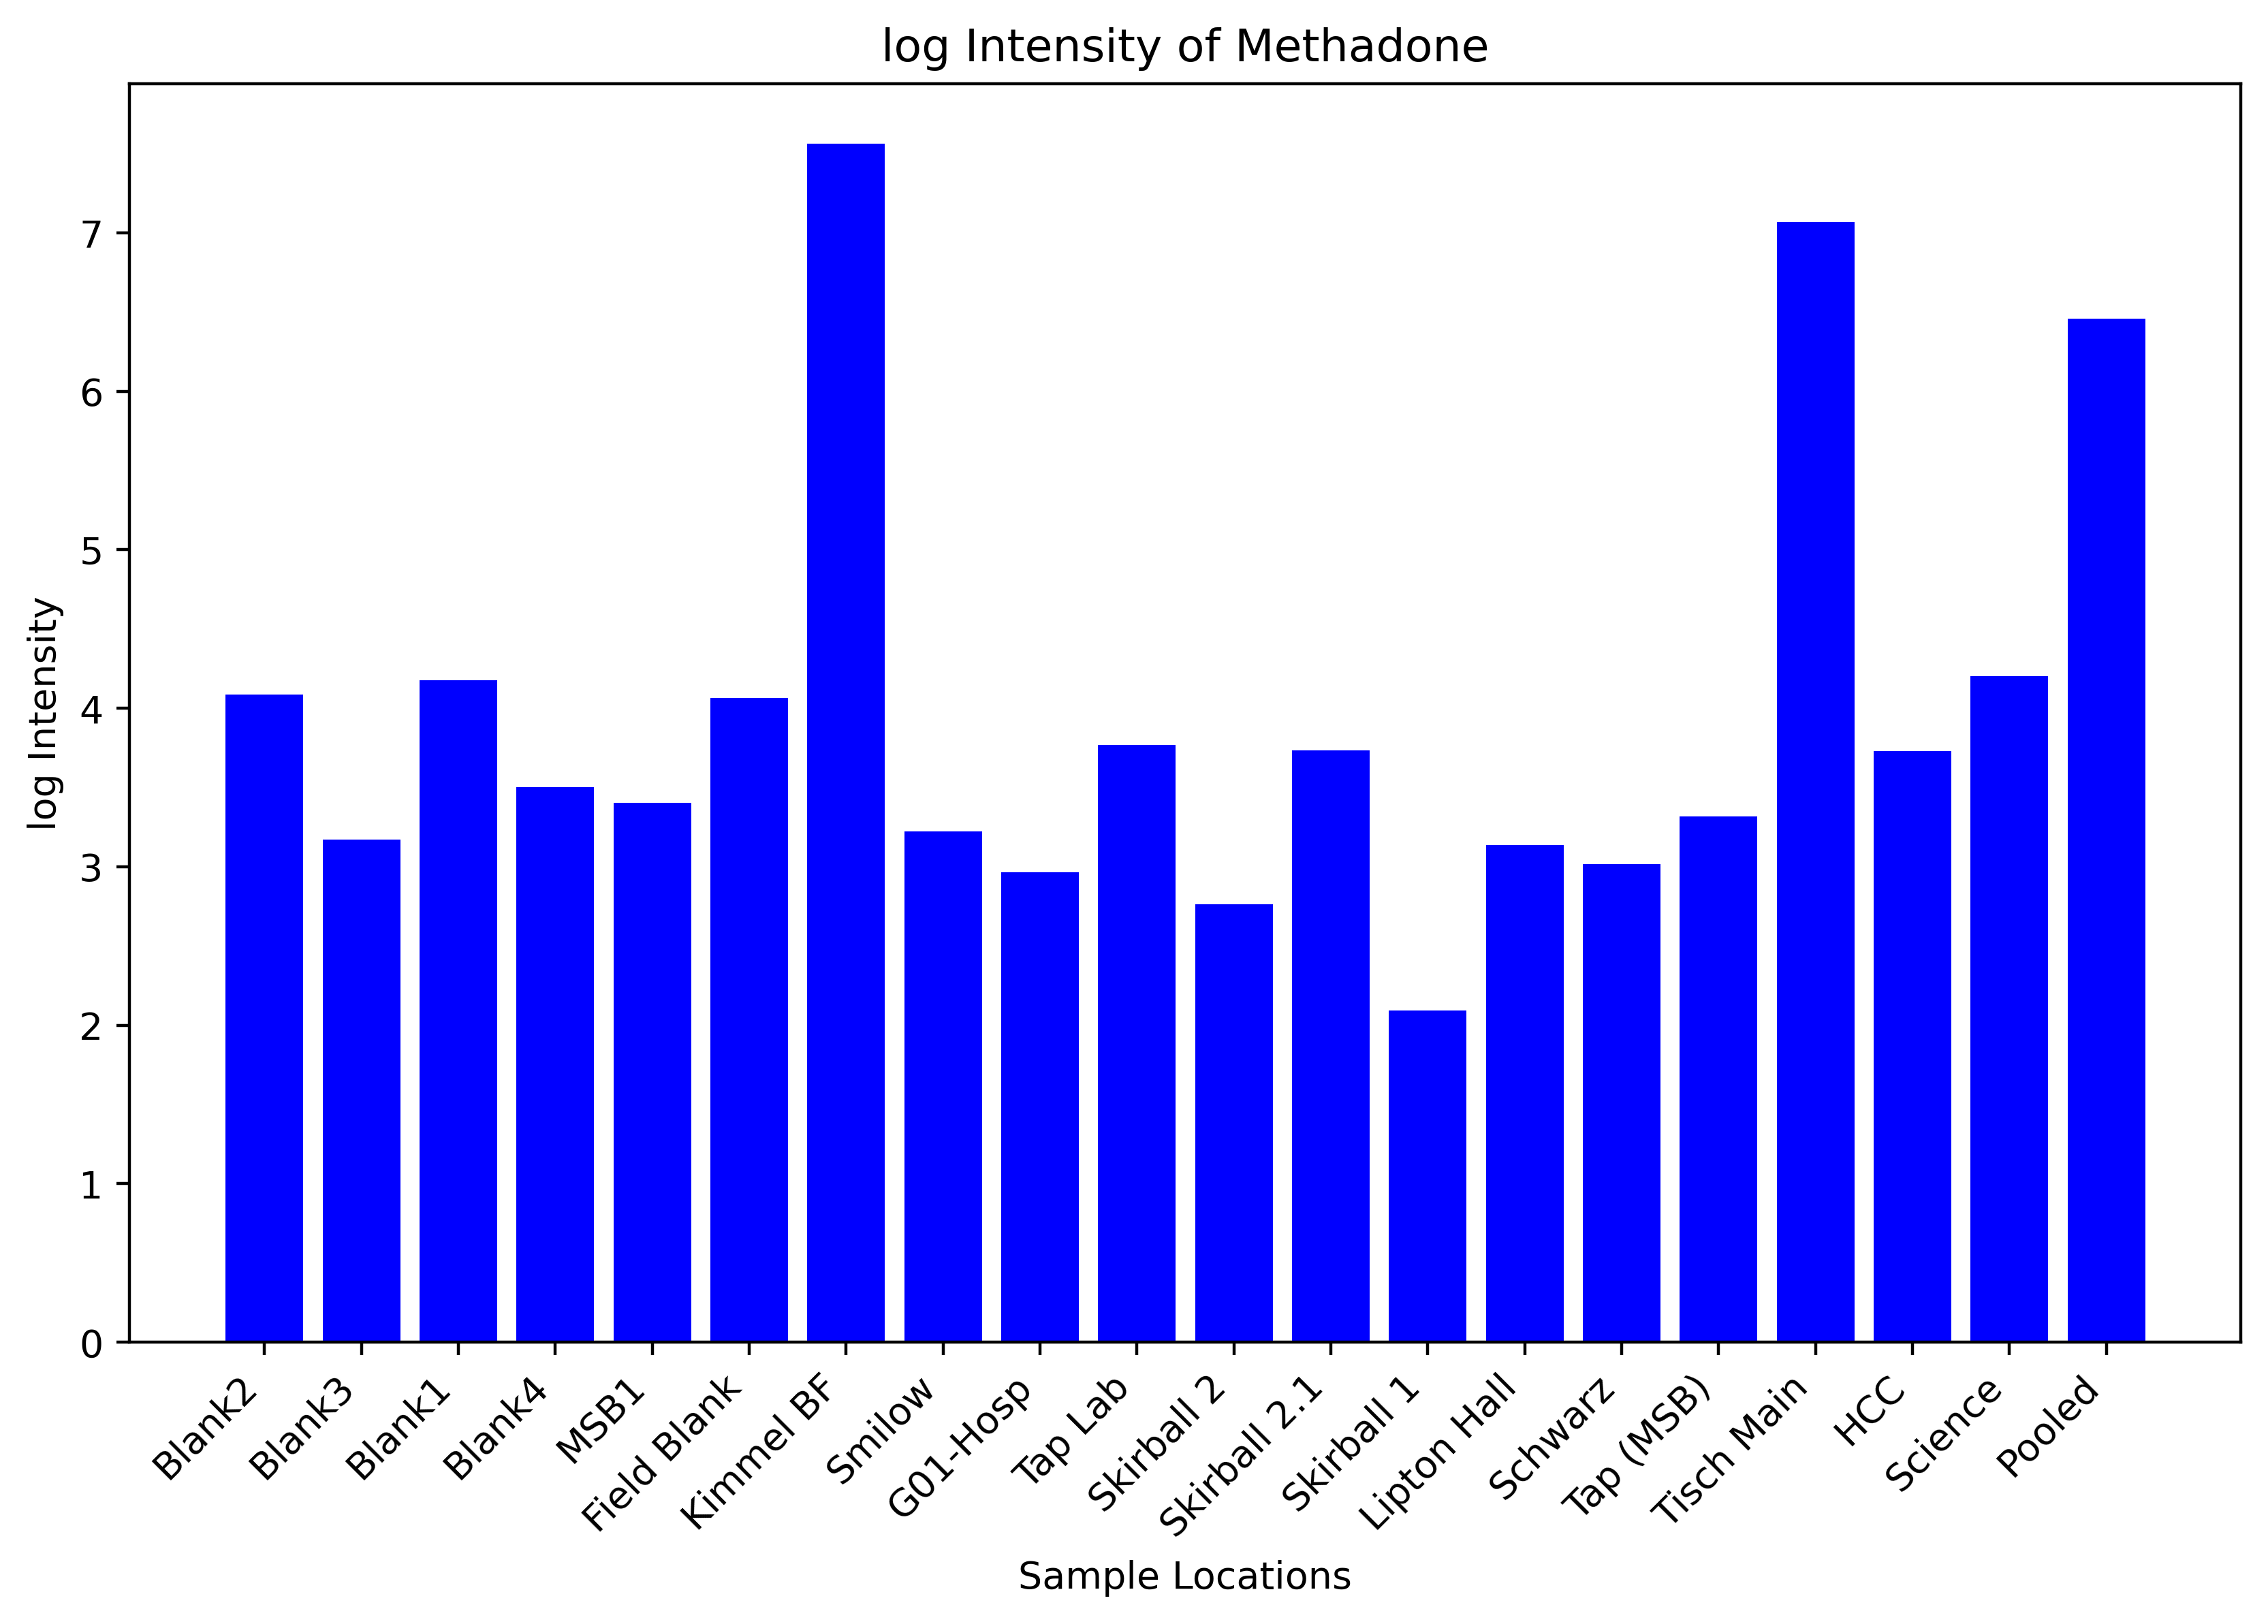 log Intensity of Methadone
log Intensity
7
6
5
4
3
2
1
0
Blank2
Blank3
Blank1
Blank4
MSB1
Field Blank
Kimmel BF
Smilow
G01-Hosp
Tap Lab
Skirball 2
Skirball 2.1
Skirball 1
Lipton Hall
Schwarz
Tap (MSB)
Tisch Main
HCC
Science
Pooled
Sample Locations